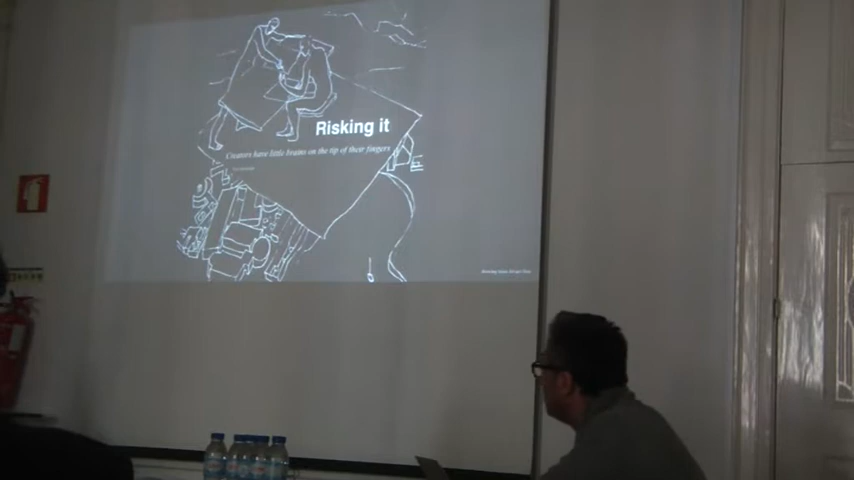 Risking it
Creators have little brains on the tip of their fingers